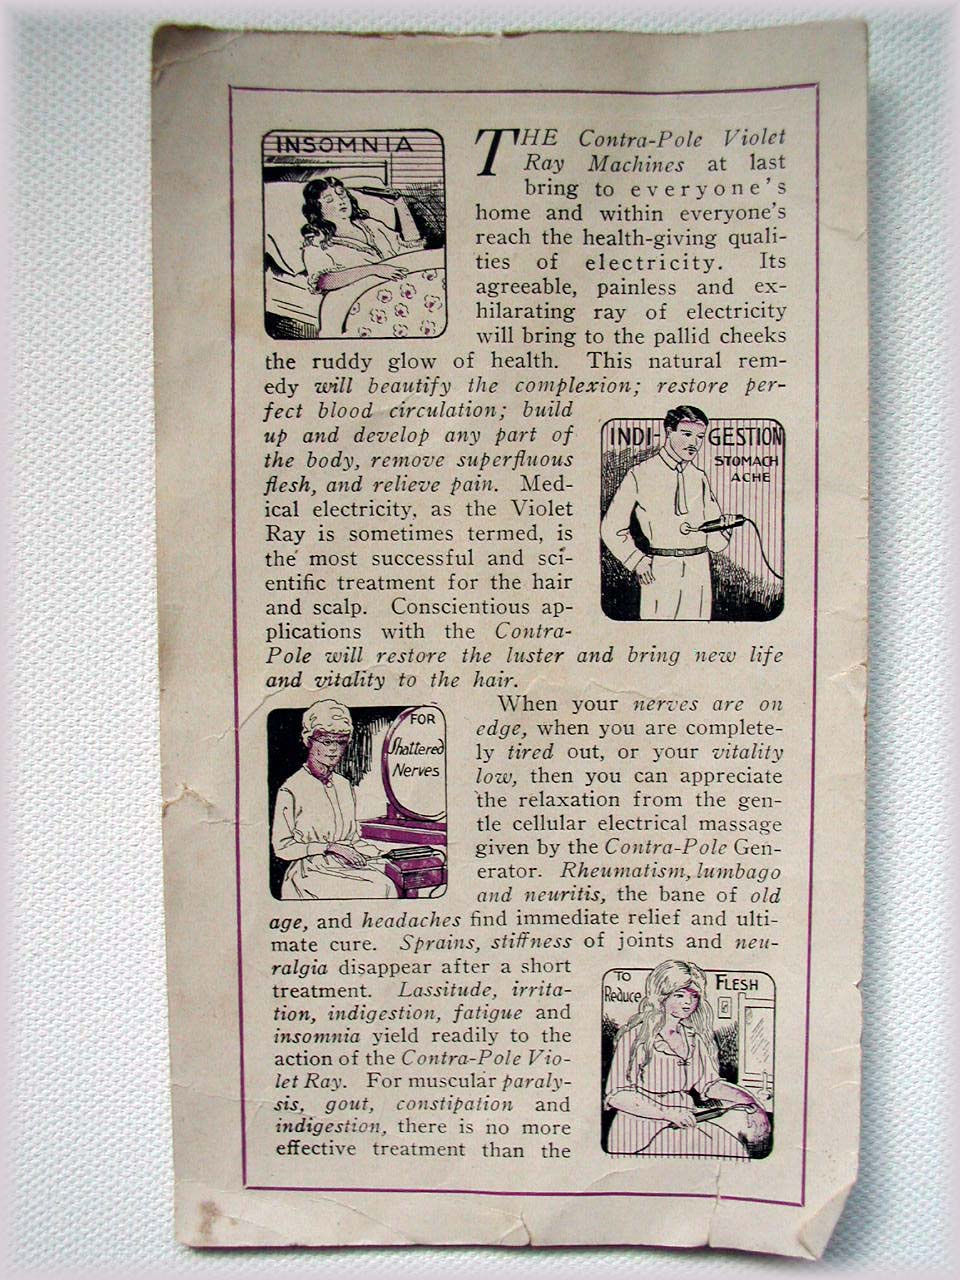 INSOMNIA
THE Contra-Pole Violet
Ray Machines at last
bring to everyone's
home and within everyone's
reach the health-giving quali-
ties of electricity. Its
agreeable, painless and ex-
hilarating ray of electricity
will bring to the pallid cheeks
the ruddy glow of health. This natural rem-
edy will beautify the complexion; restore per-
fect blood circulation; build
up and develop any part of
the body, remove superfluous
flesh, and relieve pain. Med-
ical electricity, as the Violet
Ray is sometimes termed, is
the most successful and sci-
entific treatment for the hair
and scalp. Conscientious ap-
plications with the Contra-
INDI-GESTION
STOMACH
ACHE
Pole will restore the luster and bring new life
and vitality to the hair.
FOR
Shattered
Nerves
When your nerves are on
edge, when you are complete-
ly tired out, or your vitality
low, then you can appreciate
the relaxation from the gen-
tle cellular electrical massage
given by the Contra-Pole Gen-
erator. Rheumatism, lumbago
and neuritis, the bane of old
age, and headaches find immediate relief and ulti-
mate cure. Sprains, stiffness of joints and neu-
ralgia disappear after a short
treatment. Lassitude, irrita-
tion, indigestion, fatigue and
insomnia yield readily to the
action of the Contra-Pole Vio-
let Ray. For muscular paraly-
sis, gout, constipation and
indigestion, there is no more
effective treatment than the
TO
Reduce
FLESH